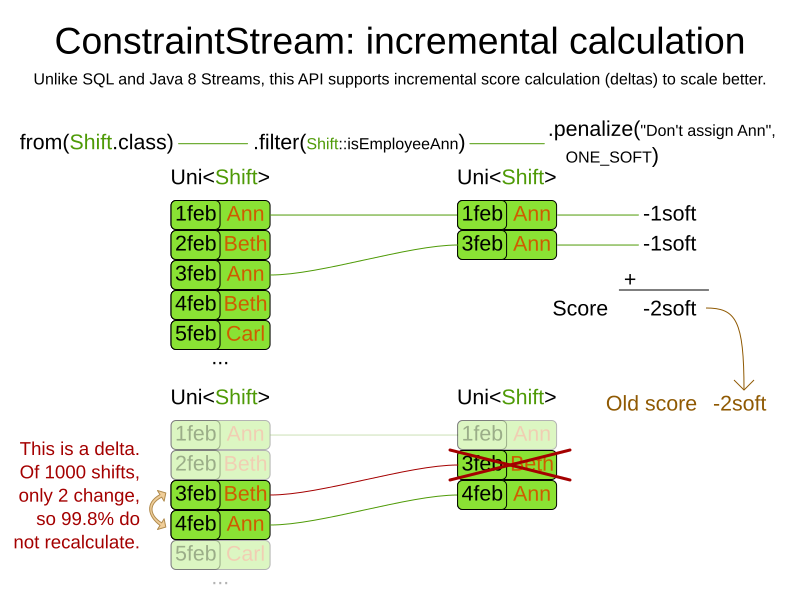 ConstraintStream: incremental calculation
Unlike SQL and Java 8 Streams, this API supports incremental score calculation (deltas) to scale better.
from(Shift.class) .filter(Shift::isEmployeeAnn) .penalize("Don't assign Ann",
ONE_SOFT)
Uni<Shift> Uni<Shift>
1feb Ann 1feb Ann -1soft
2feb Beth 3feb Ann -1soft
3feb Ann
+
4feb Beth Score -2soft
5feb Carl
...
Uni<Shift> Uni<Shift> Old score -2soft
1feb Ann 1feb Ann
2feb Beth 3feb Beth
3feb Beth 4feb Ann
4feb Ann
5feb Carl
...
This is a delta.
Of 1000 shifts,
only 2 change,
so 99.8% do
not recalculate.